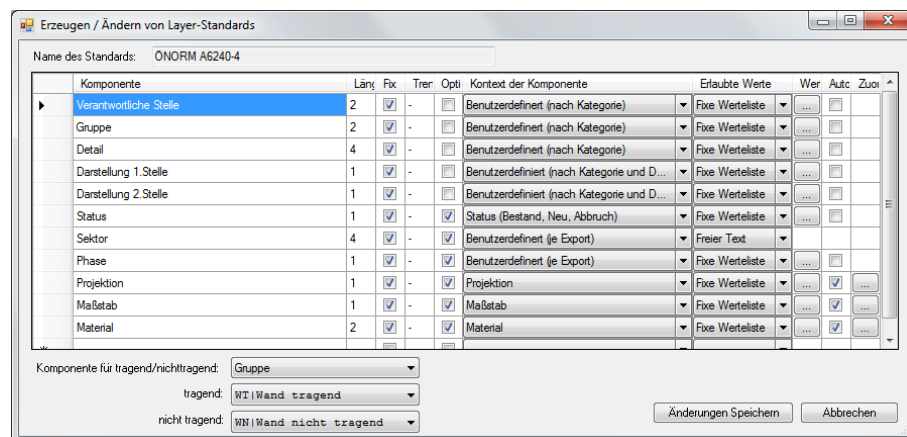 Erzeugen / Ändern von Layer-Standards
Name des Standards: ÖNORM A6240-4
Komponente Läng Fix Tren Opti Kontext der Komponente Erlaubte Werte Wer Autc Zuor
Verantwortliche Stelle 2 - Benutzerdefinert (nach Kategorie) Fixe Werteliste ...
Gruppe 2 - Benutzerdefinert (nach Kategorie) Fixe Werteliste ...
Detail 4 - Benutzerdefinert (nach Kategorie) Fixe Werteliste ...
Darstellung 1.Stelle 1 - Benutzerdefiniert (nach Kategorie und D... Fixe Werteliste ...
Darstellung 2.Stelle 1 - Benutzerdefiniert (nach Kategorie und D... Fixe Werteliste ...
Status 1 - Status (Bestand, Neu, Abbruch) Fixe Werteliste ...
Sektor 4 - Benutzerdefinert (je Export) Freier Text
Phase 1 - Benutzerdefinert (je Export) Fixe Werteliste ...
Projektion 1 - Projektion Fixe Werteliste ... ...
Maßstab 1 - Maßstab Fixe Werteliste ... ...
Material 2 - Material Fixe Werteliste ... ...
Komponente für tragend/nichttragend: Gruppe
tragend: WT|Wand tragend
nicht tragend: WN|Wand nicht tragend
Änderungen Speichern Abbrechen